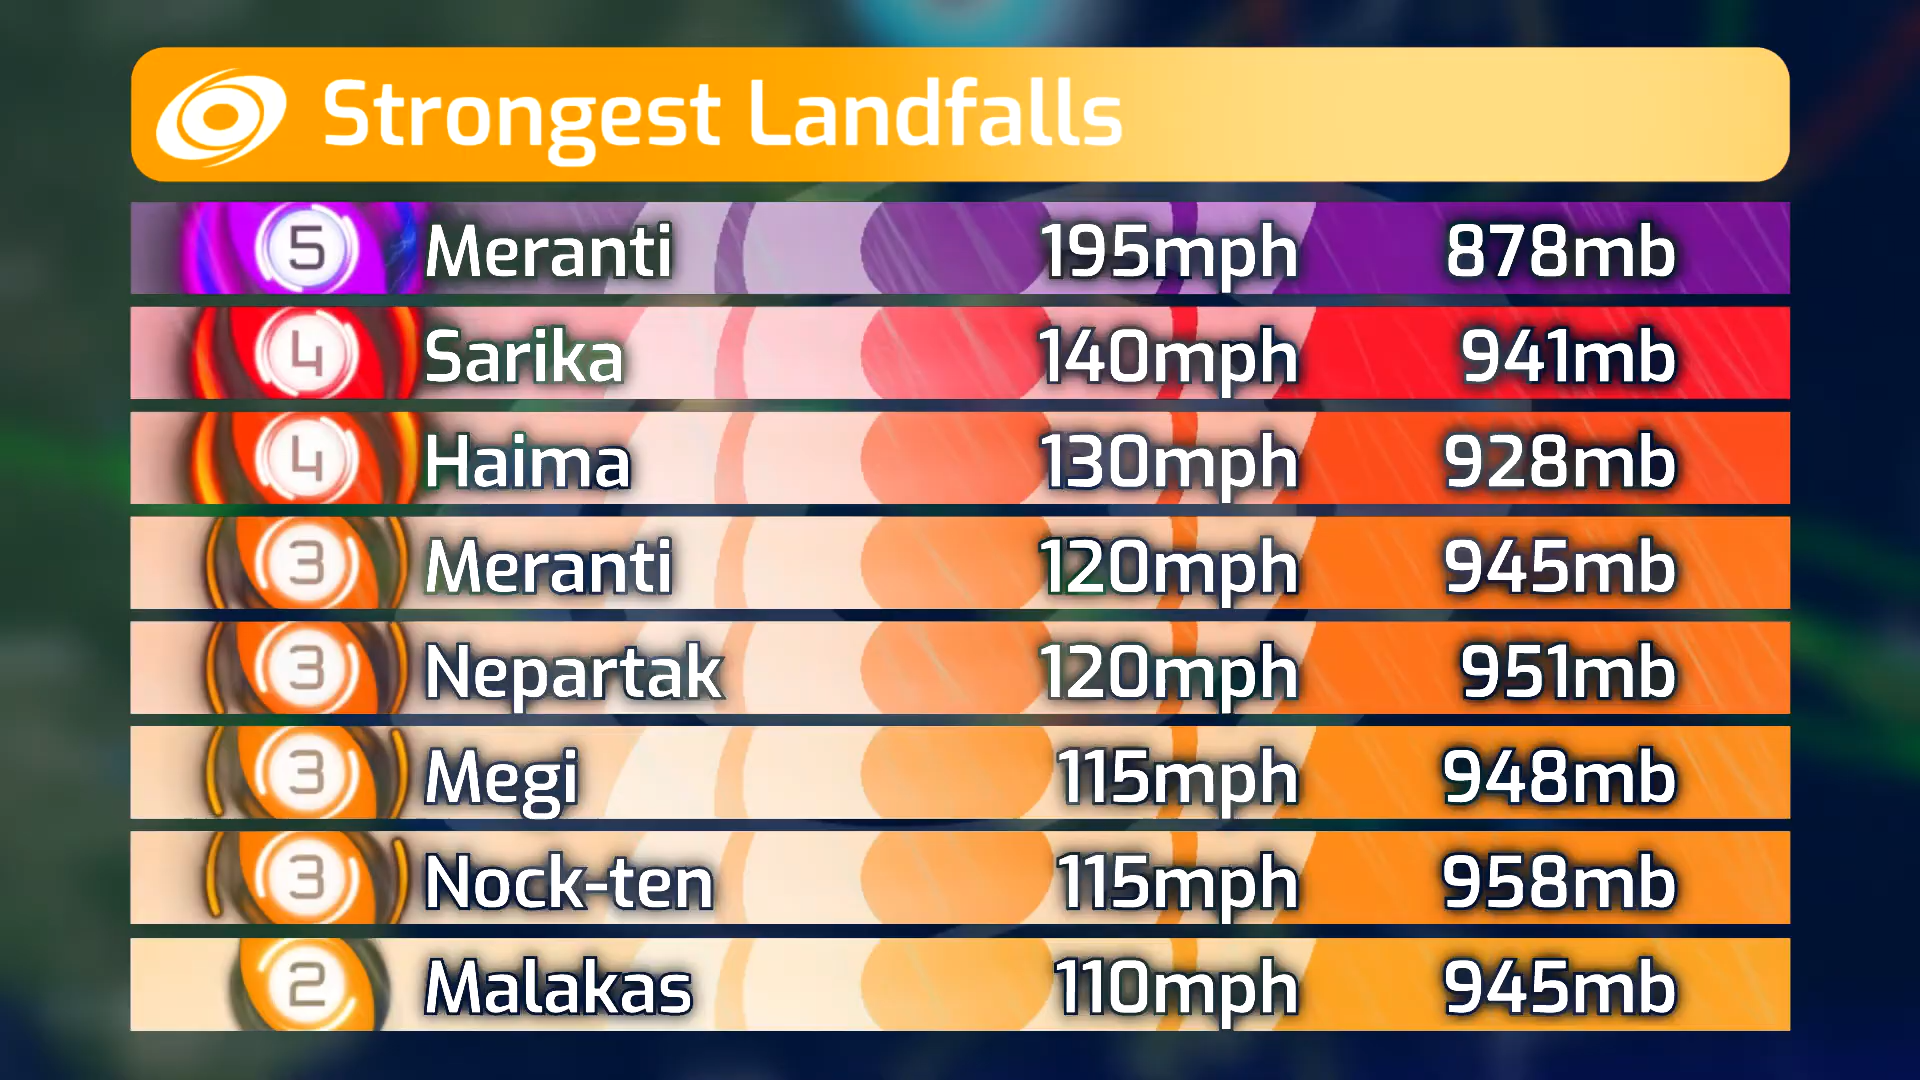 Strongest Landfalls
5 Meranti 195mph 878mb
4 Sarika 140mph 941mb
4 Haima 130mph 928mb
3 Meranti 120mph 945mb
3 Nepartak 120mph 951mb
3 Megi 115mph 948mb
3 Nock-ten 115mph 958mb
2 Malakas 110mph 945mb